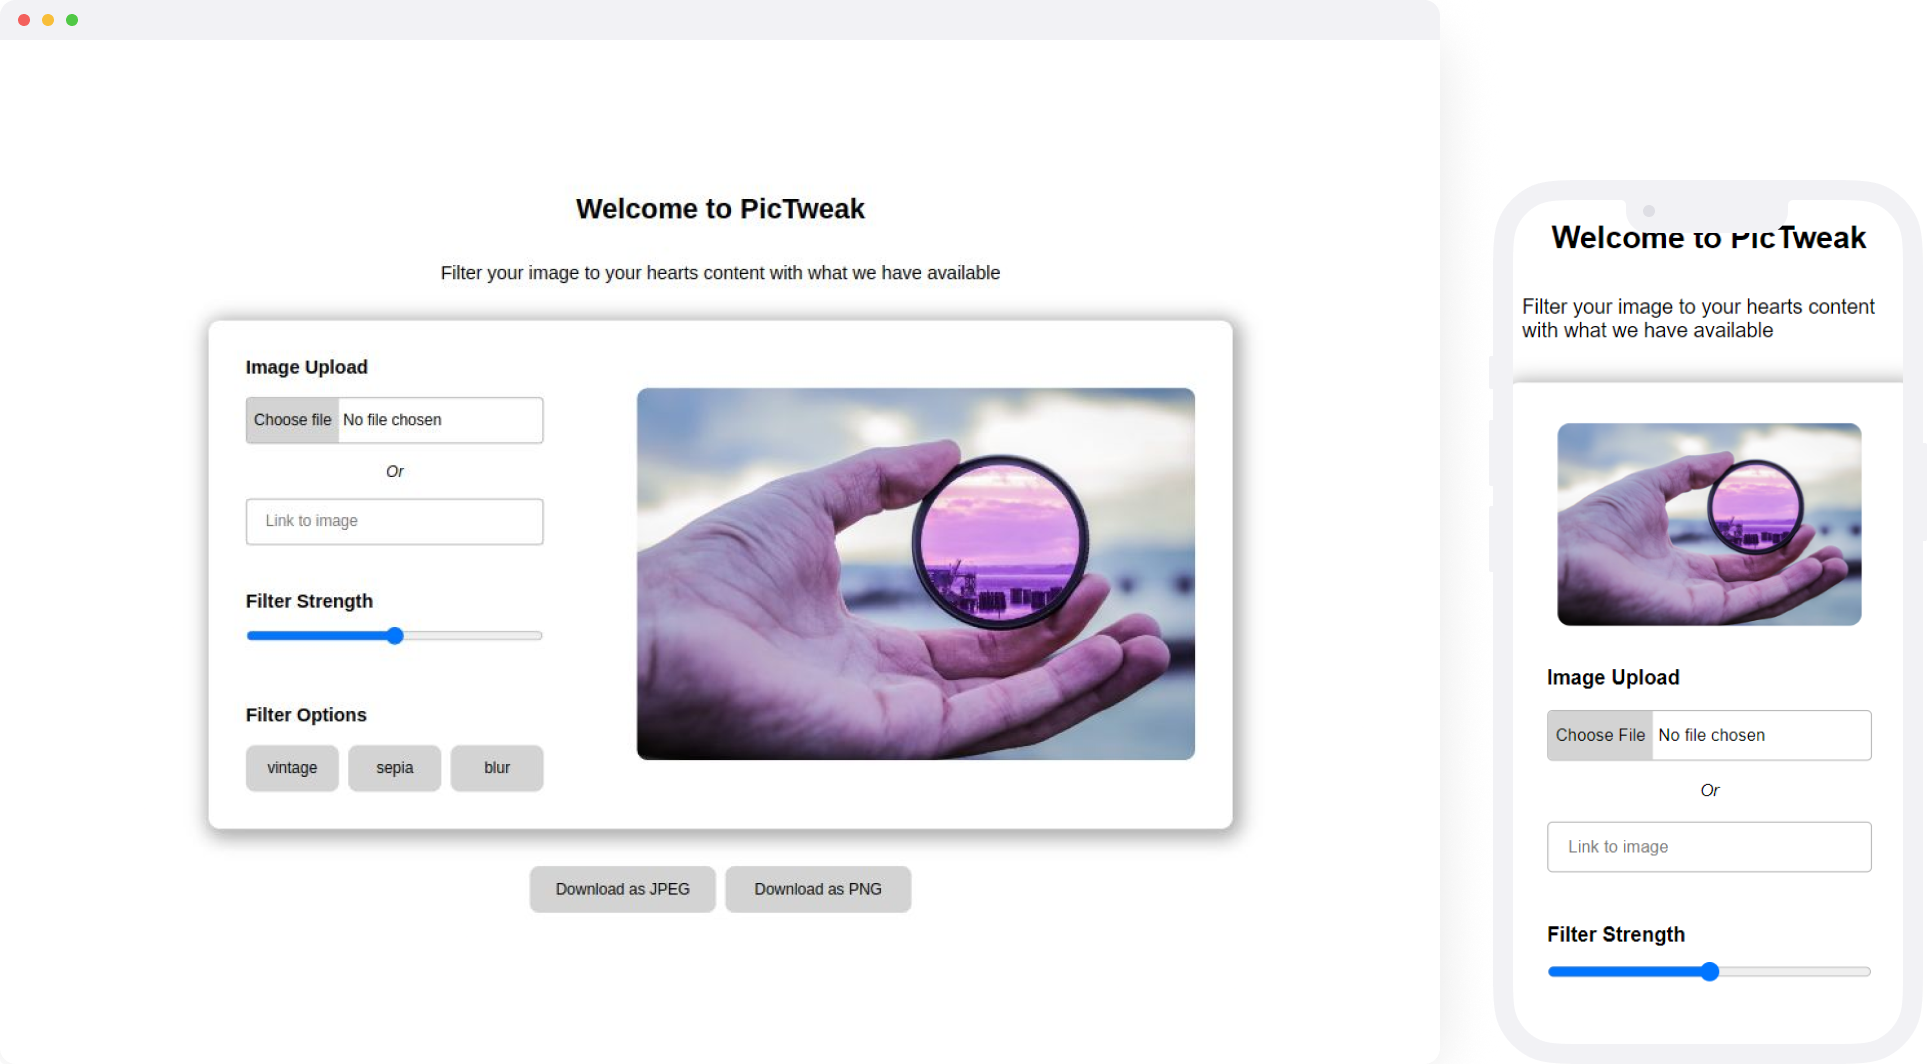 Welcome to PicTweak
Filter your image to your hearts content with what we have available
Image Upload
Choose file No file chosen
Or
Link to image
Filter Strength
Filter Options
vintage sepia blur
Download as JPEG Download as PNG
Welcome to PicTweak
Filter your image to your hearts content
with what we have available
Image Upload
Choose File No file chosen
Or
Link to image
Filter Strength